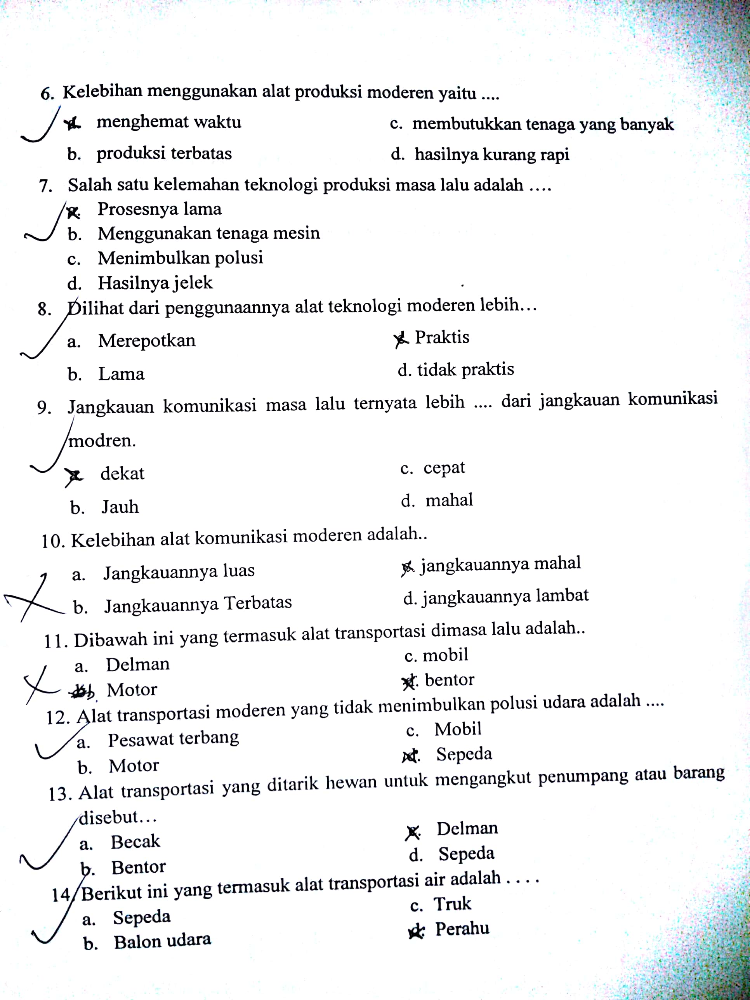 6. Kelebihan menggunakan alat produksi moderen yaitu ....
menghemat waktu c. membutukkan tenaga yang banyak
b. produksi terbatas d. hasilnya kurang rapi
7. Salah satu kelemahan teknologi produksi masa lalu adalah ....
Prosesnya lama
b. Menggunakan tenaga mesin
c. Menimbulkan polusi
d. Hasilnya jelek
8. Dilihat dari penggunaannya alat teknologi moderen lebih...
a. Merepotkan Praktis
b. Lama d. tidak praktis
9. Jangkauan komunikasi masa lalu ternyata lebih .... dari jangkauan komunikasi
modren.
dekat c. cepat
b. Jauh d. mahal
10. Kelebihan alat komunikasi moderen adalah..
a. Jangkauannya luas jangkauannya mahal
b. Jangkauannya Terbatas d. jangkauannya lambat
11. Dibawah ini yang termasuk alat transportasi dimasa lalu adalah..
a. Delman c. mobil
b. Motor d. bentor
12. Alat transportasi moderen yang tidak menimbulkan polusi udara adalah ....
a. Pesawat terbang c. Mobil
b. Motor d. Sepeda
13. Alat transportasi yang ditarik hewan untuk mengangkut penumpang atau barang
disebut...
a. Becak Delman
b. Bentor d. Sepeda
14. Berikut ini yang termasuk alat transportasi air adalah . . . .
a. Sepeda c. Truk
b. Balon udara d. Perahu